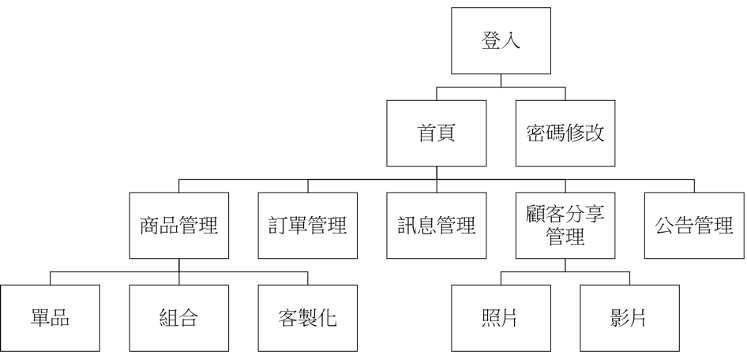 登入
首頁
密碼修改
商品管理
訂單管理
訊息管理
顧客分享
管理
公告管理
單品
組合
客製化
照片
影片